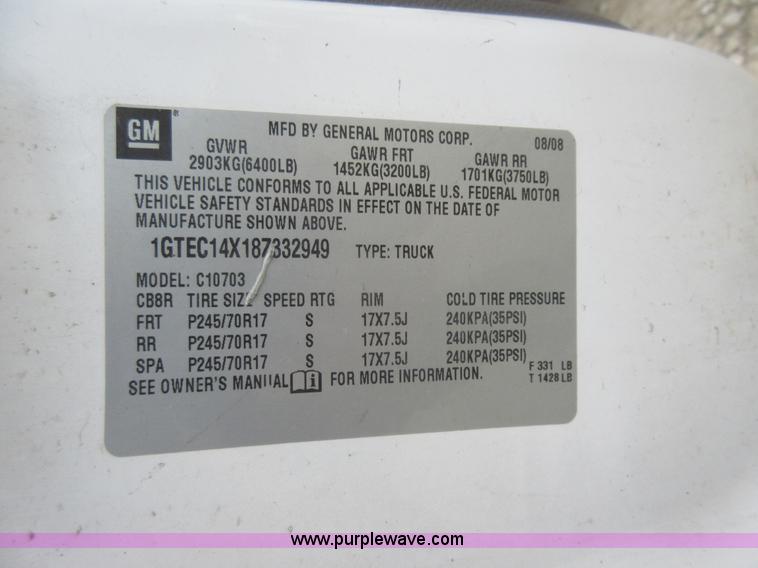 GM®
MFD BY GENERAL MOTORS CORP. 08/08
GVWR GAWR FRT GAWR RR
2903KG(6400LB) 1452KG(3200LB) 1701KG(3750LB)
THIS VEHICLE CONFORMS TO ALL APPLICABLE U.S. FEDERAL MOTOR
VEHICLE SAFETY STANDARDS IN EFFECT ON THE DATE OF
MANUFACTURE SHOWN ABOVE.
1GTEC14X187332949 TYPE: TRUCK
MODEL: C10703
CB8R TIRE SIZE SPEED RTG RIM COLD TIRE PRESSURE
FRT P245/70R17 S 17X7.5J 240KPA(35PSI)
RR P245/70R17 S 17X7.5J 240KPA(35PSI)
SPA P245/70R17 S 17X7.5J 240KPA(35PSI)
F 331 LB
T 1428 LB
SEE OWNER'S MANUAL i FOR MORE INFORMATION.
www.purplewave.com